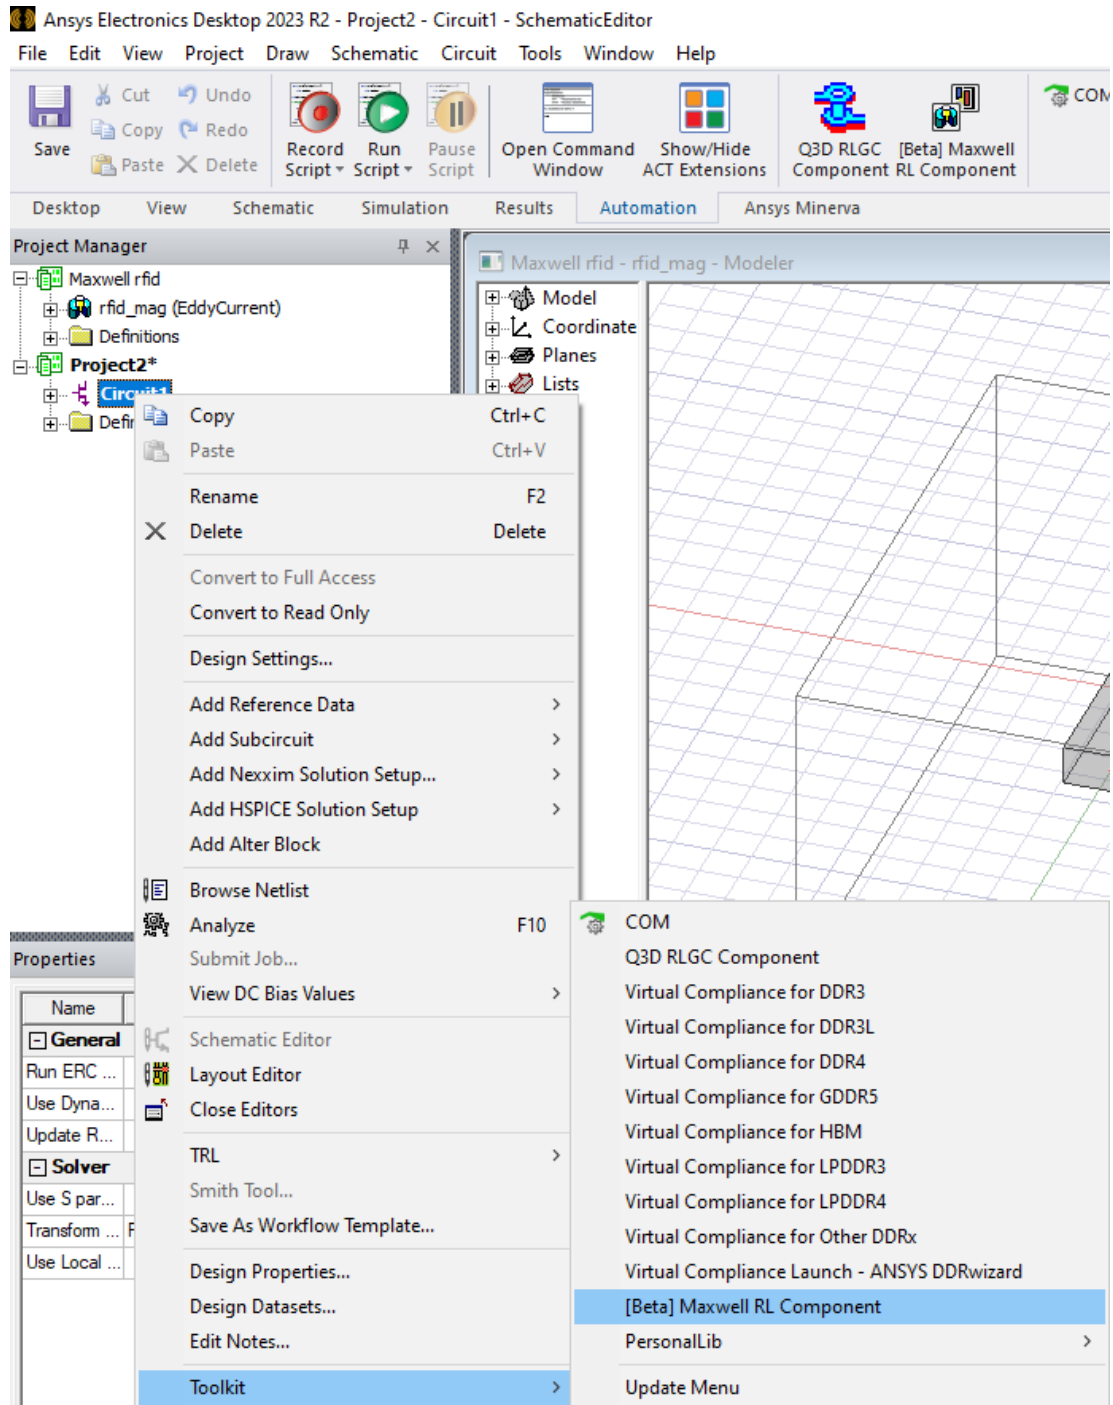 Ansys Electronics Desktop 2023 R2 - Project2 - Circuit1 - SchematicEditor
File Edit View Project Draw Schematic Circuit Tools Window Help
Save
Cut
Copy
Paste
Undo
Redo
Delete
Record Script
Run Script
Pause Script
Open Command Window
Show/Hide ACT Extensions
Q3D RLGC Component
[Beta] Maxwell RL Component
COM
Desktop View Schematic Simulation Results Automation Ansys Minerva
Project Manager
Maxwell rfid
rfid_mag (EddyCurrent)
Definitions
Project2*
Circuit1
Defin
Maxwell rfid - rfid_mag - Modeler
Model
Coordinate
Planes
Lists
Copy Ctrl+C
Paste Ctrl+V
Rename F2
Delete Delete
Convert to Full Access
Convert to Read Only
Design Settings...
Add Reference Data
Add Subcircuit
Add Nexxim Solution Setup...
Add HSPICE Solution Setup
Add Alter Block
Browse Netlist
Analyze F10
Submit Job...
View DC Bias Values
Schematic Editor
Layout Editor
Close Editors
TRL
Smith Tool...
Save As Workflow Template...
Design Properties...
Design Datasets...
Edit Notes...
Toolkit
COM
Q3D RLGC Component
Virtual Compliance for DDR3
Virtual Compliance for DDR3L
Virtual Compliance for DDR4
Virtual Compliance for GDDR5
Virtual Compliance for HBM
Virtual Compliance for LPDDR3
Virtual Compliance for LPDDR4
Virtual Compliance for Other DDRx
Virtual Compliance Launch - ANSYS DDRwizard
[Beta] Maxwell RL Component
PersonalLib
Update Menu
Properties
Name
General
Run ERC ...
Use Dyna...
Update R...
Solver
Use S par...
Transform ... F
Use Local ...